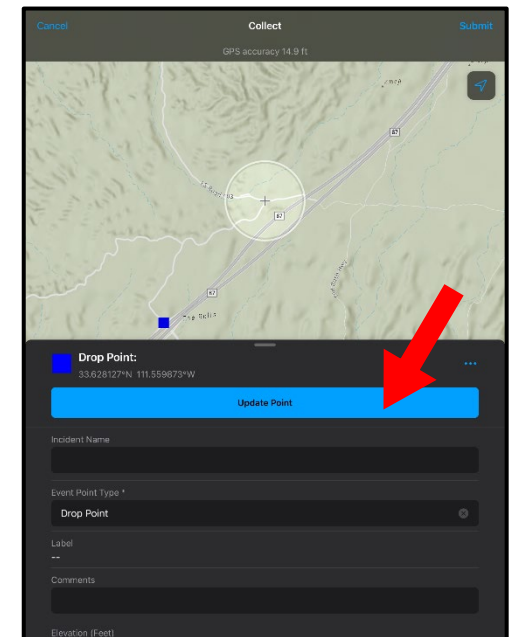 Cancel
Collect
Submit
GPS accuracy 14.9 ft
87
87
87
Drop Point:
33.628127°N 111.559873°W
Update Point
Incident Name
Event Point Type *
Drop Point
Label
--
Comments
Elevation (Feet)